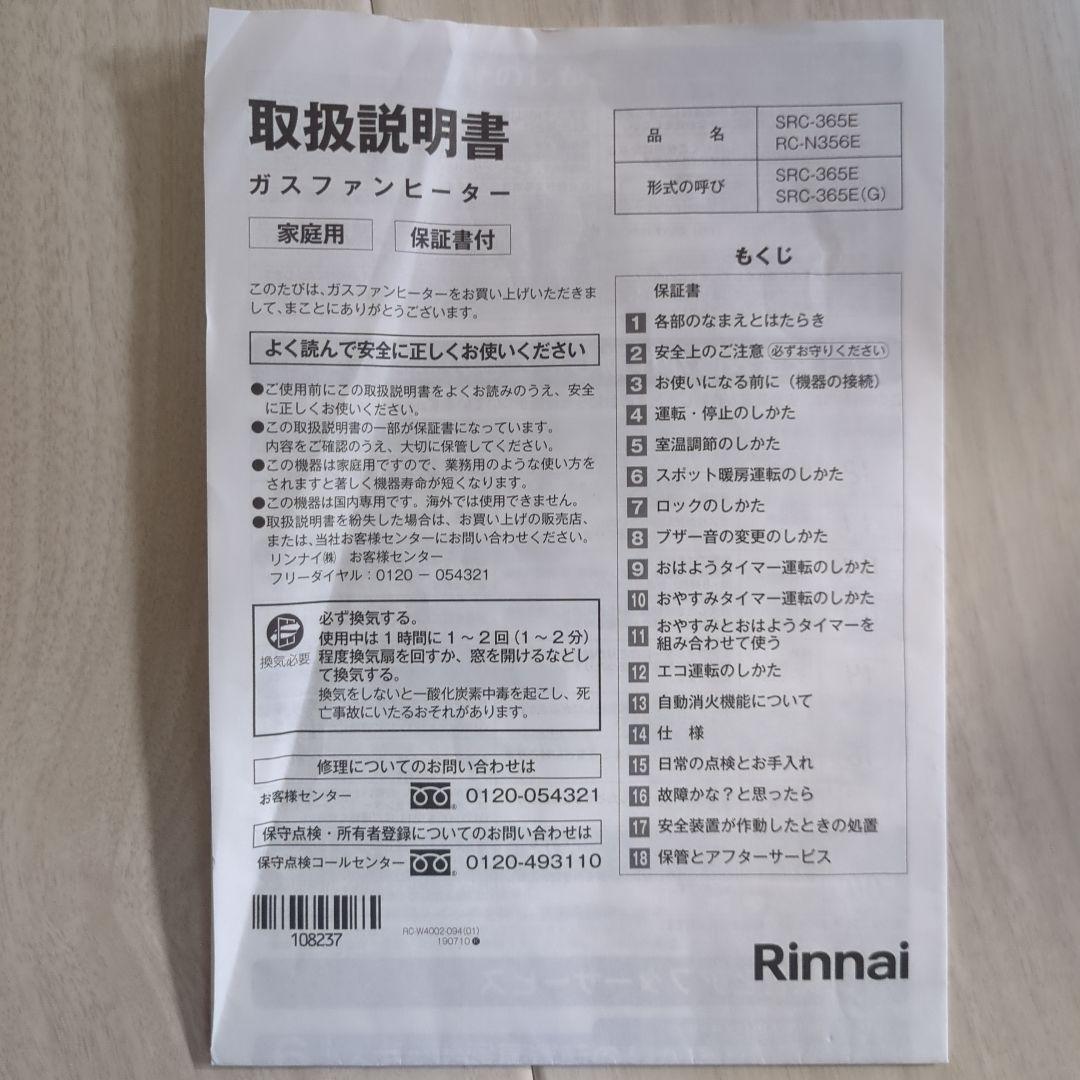 取扱説明書
ガスファンヒーター
家庭用 保証書付
品 名 SRC-365E
RC-N356E
形式の呼び SRC-365E
SRC-365E(G)
このたびは、ガスファンヒーターをお買い上げいただきま
して、まことにありがとうございます。
よく読んで安全に正しくお使いください
●ご使用前にこの取扱説明書をよくお読みのうえ、安全
に正しくお使いください。
●この取扱説明書の一部が保証書になっています。
内容をご確認のうえ、大切に保管してください。
●この機器は家庭用ですので、業務用のような使い方を
されますと著しく機器寿命が短くなります。
●この機器は国内専用です。海外では使用できません。
●取扱説明書を紛失した場合は、お買い上げの販売店、
または、当社お客様センターにお問い合わせください。
リンナイ㈱ お客様センター
フリーダイヤル：0120 － 054321
換気必要
必ず換気する。
使用中は1時間に1～2回（1～2分）
程度換気扇を回すか、窓を開けるなどし
て換気する。
換気をしないと一酸化炭素中毒を起こし、死
亡事故にいたるおそれがあります。
修理についてのお問い合わせは
お客様センター 0120-054321
保守点検・所有者登録についてのお問い合わせは
保守点検コールセンター 0120-493110
108237
RC-W4002-094(01)
190710 K
もくじ
保証書
1 各部のなまえとはたらき
2 安全上のご注意 必ずお守りください
3 お使いになる前に（機器の接続）
4 運転・停止のしかた
5 室温調節のしかた
6 スポット暖房運転のしかた
7 ロックのしかた
8 ブザー音の変更のしかた
9 おはようタイマー運転のしかた
10 おやすみタイマー運転のしかた
11 おやすみとおはようタイマーを
組み合わせて使う
12 エコ運転のしかた
13 自動消火機能について
14 仕 様
15 日常の点検とお手入れ
16 故障かな？と思ったら
17 安全装置が作動したときの処置
18 保管とアフターサービス
Rinnai